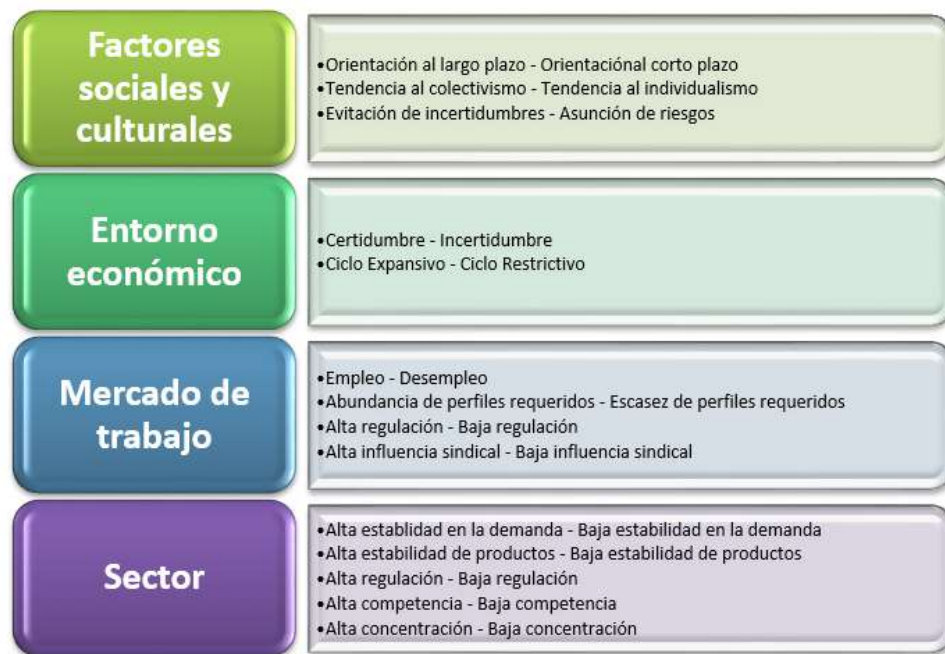 Factores
sociales y
culturales
•Orientación al largo plazo - Orientaciónal corto plazo
•Tendencia al colectivismo - Tendencia al individualismo
•Evitación de incertidumbres - Asunción de riesgos
Entorno
económico
•Certidumbre - Incertidumbre
•Ciclo Expansivo - Ciclo Restrictivo
Mercado de
trabajo
•Empleo - Desempleo
•Abundancia de perfiles requeridos - Escasez de perfiles requeridos
•Alta regulación - Baja regulación
•Alta influencia sindical - Baja influencia sindical
Sector
•Alta establidad en la demanda - Baja estabilidad en la demanda
•Alta estabilidad de productos - Baja estabilidad de productos
•Alta regulación - Baja regulación
•Alta competencia - Baja competencia
•Alta concentración - Baja concentración